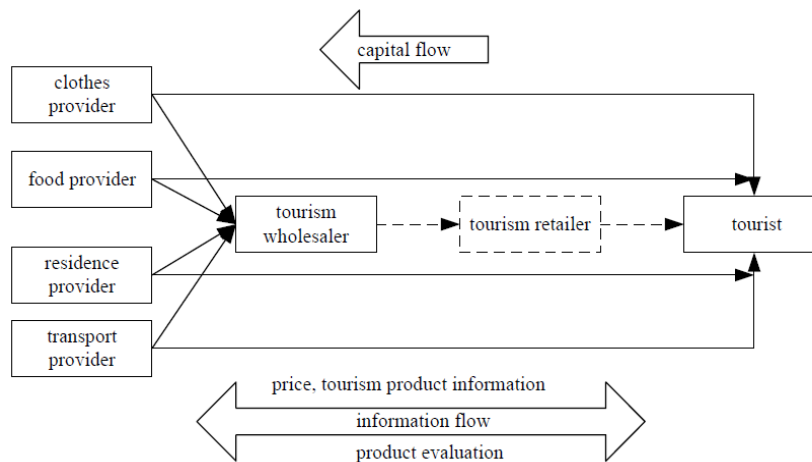 capital flow
clothes
provider
food provider
tourism
wholesaler
tourism retailer
tourist
residence
provider
transport
provider
price, tourism product information
information flow
product evaluation